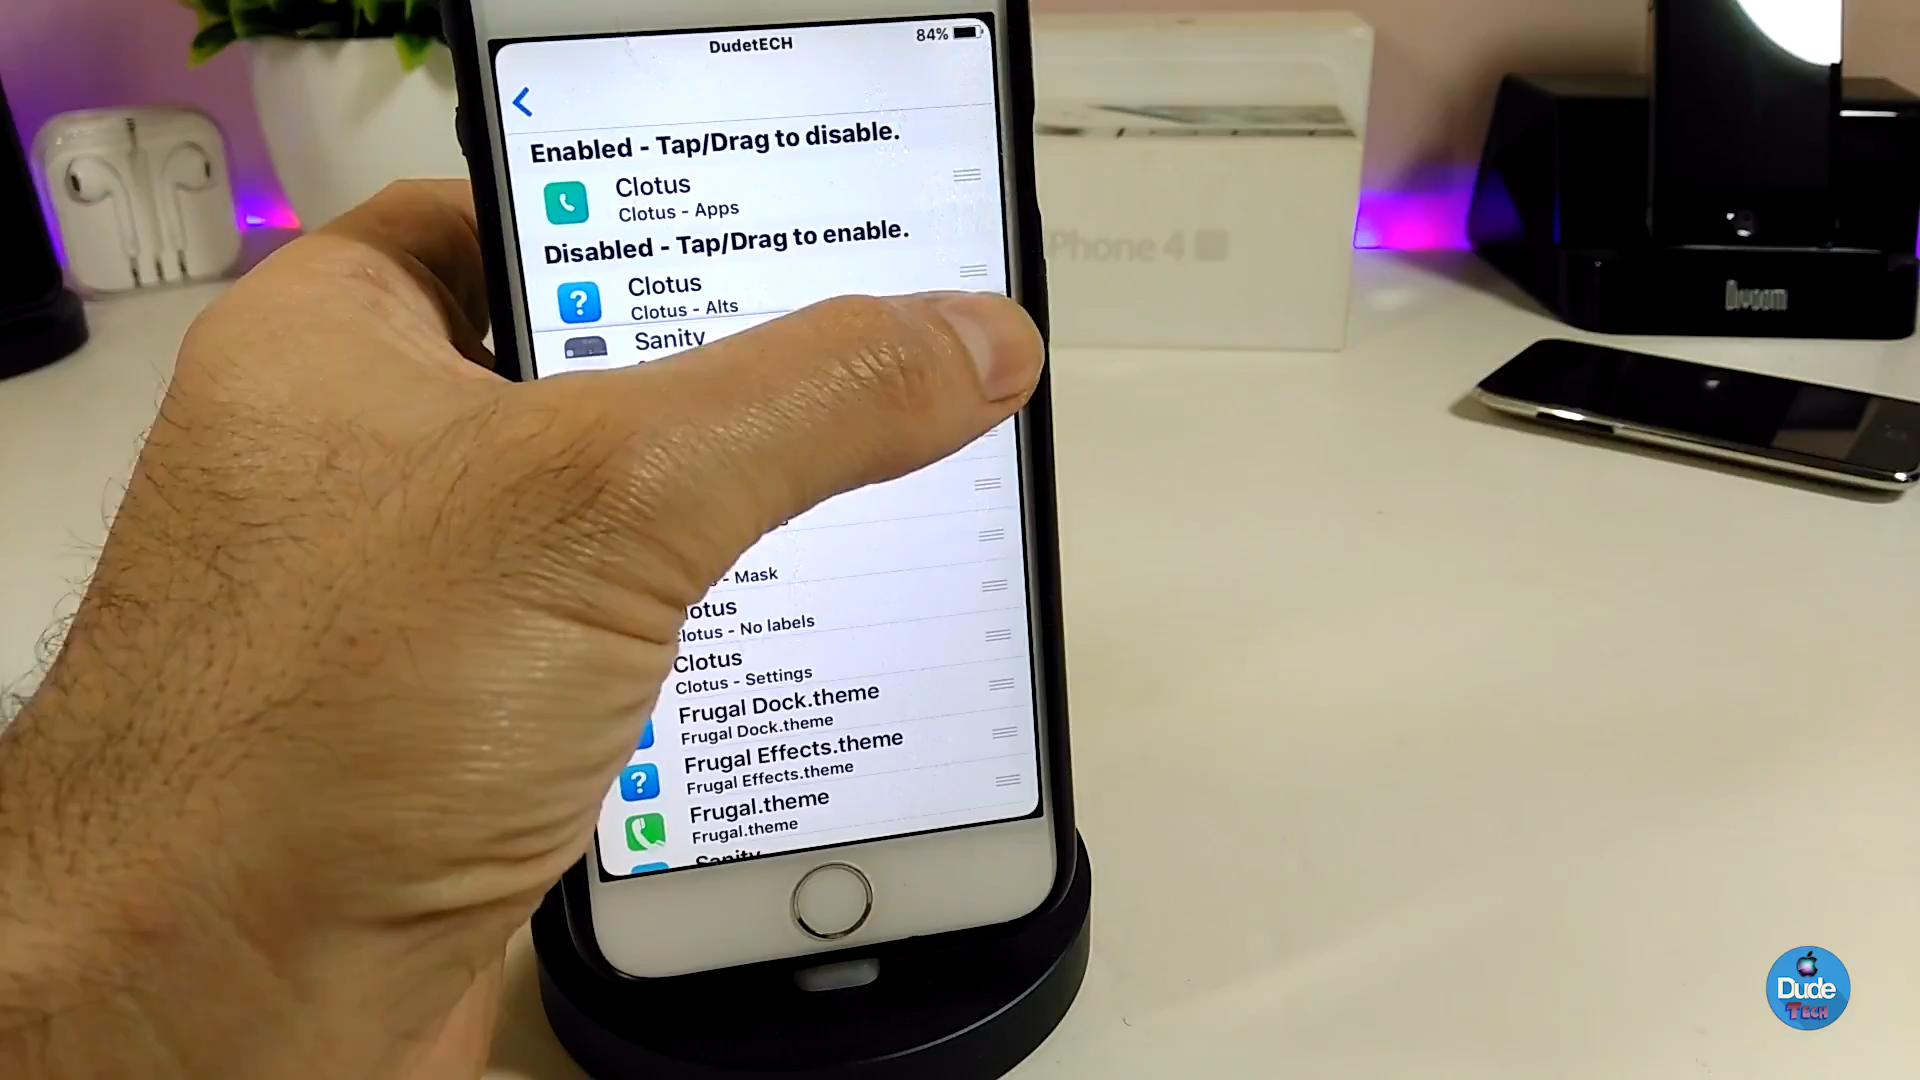 DudetECH
84%
Enabled - Tap/Drag to disable.
Clotus
Clotus - Apps
Disabled - Tap/Drag to enable.
Clotus
Clotus - Alts
Sanity
- Mask
lotus
lotus - No labels
Clotus
Clotus - Settings
Frugal Dock.theme
Frugal Dock.theme
Frugal Effects.theme
Frugal Effects.theme
Frugal.theme
Frugal.theme
Sanity
Phone 4
Divoom
Dude
TECH